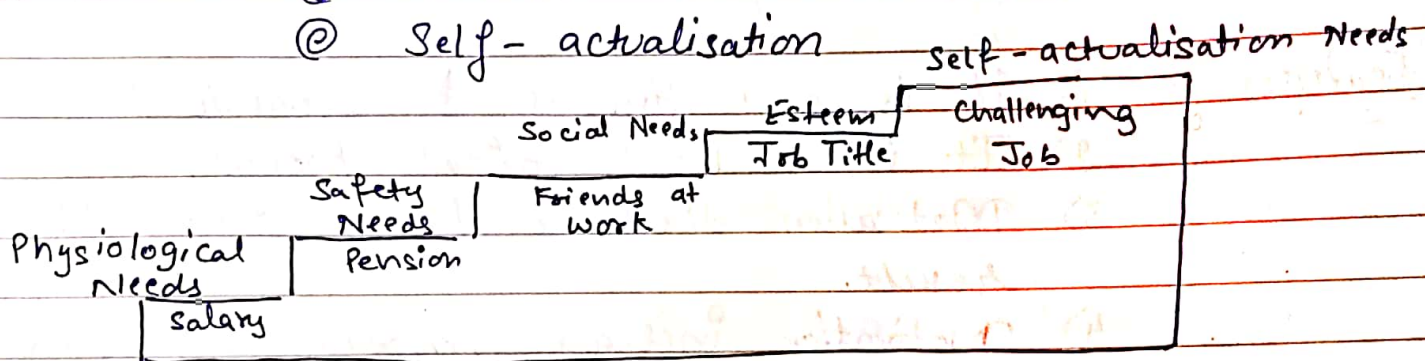 ⓔ Self - actualisation
Self - actualisation Needs
Esteem
Challenging
Social Needs
Job Title
Job
Safety
Needs
Friends at
work
Physiological
Needs
Pension
Salary